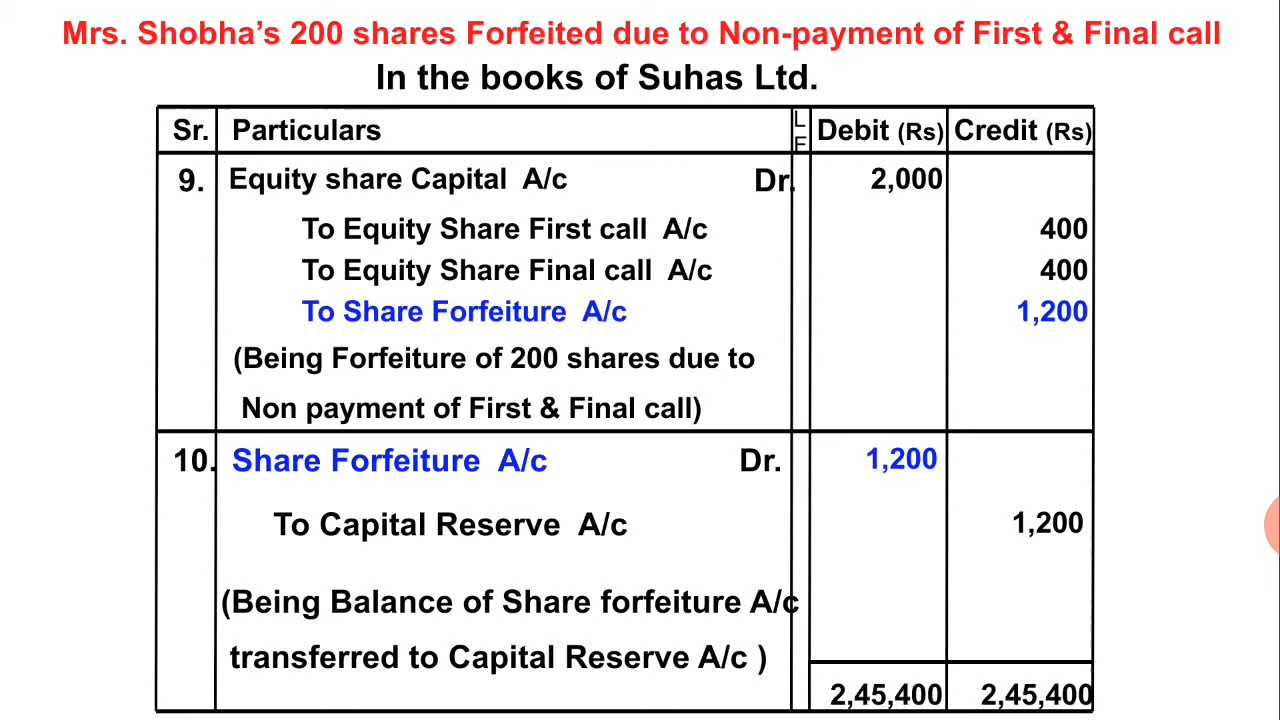 Mrs. Shobha's 200 shares Forfeited due to Non-payment of First & Final call
In the books of Suhas Ltd.
Sr. Particulars L F Debit (Rs) Credit (Rs)
9. Equity share Capital A/c Dr. 2,000
To Equity Share First call A/c 400
To Equity Share Final call A/c 400
To Share Forfeiture A/c 1,200
(Being Forfeiture of 200 shares due to
Non payment of First & Final call)
10. Share Forfeiture A/c Dr. 1,200
To Capital Reserve A/c 1,200
(Being Balance of Share forfeiture A/c
transferred to Capital Reserve A/c )
2,45,400 2,45,400